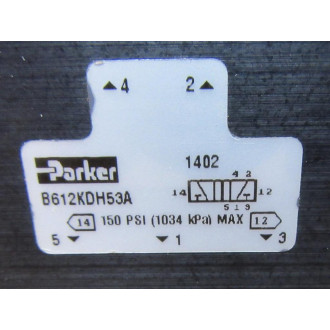 ▲4 2▲
Parker
1402
B612KDH53A
4 2
14 12
5 1 3
14 150 PSI (1034 kPa) MAX 12
5▼ ▼1 ▼3